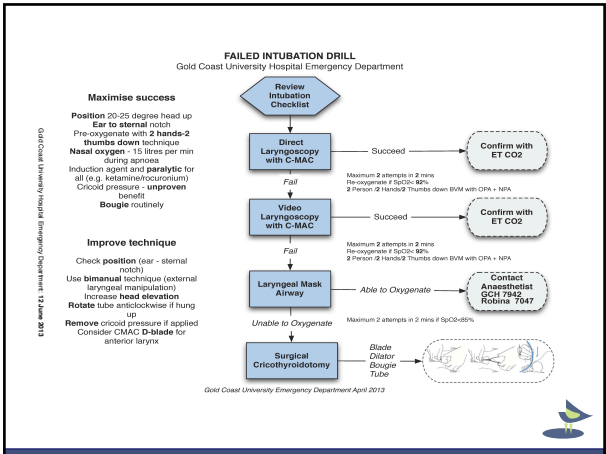 FAILED INTUBATION DRILL
Gold Coast University Hospital Emergency Department
Gold Coast University Hospital Emergency Department: 12 June 2013
Maximise success
Position 20-25 degree head up
Ear to sternal notch
Pre-oxygenate with 2 hands-2
thumbs down technique
Nasal oxygen - 15 litres per min
during apnoea
Induction agent and paralytic for
all (e.g. ketamine/rocuronium)
Cricoid pressure - unproven
benefit
Bougie routinely
Improve technique
Check position (ear - sternal
notch)
Use bimanual technique (external
laryngeal manipulation)
Increase head elevation
Rotate tube anticlockwise if hung
up
Remove cricoid pressure if applied
Consider CMAC D-blade for
anterior larynx
Review
Intubation
Checklist
Direct
Laryngoscopy
with C-MAC
Succeed
Confirm with
ET CO2
Fail
Maximum 2 attempts in 2 mins
Re-oxygenate if SpO2< 92%
2 Person /2 Hands/2 Thumbs down BVM with OPA + NPA
Video
Laryngoscopy
with C-MAC
Succeed
Confirm with
ET CO2
Fail
Maximum 2 attempts in 2 mins
Re-oxygenate if SpO2< 92%
2 Person /2 Hands/2 Thumbs down BVM with OPA + NPA
Laryngeal Mask
Airway
Able to Oxygenate
Contact
Anaesthetist
GCH 7942
Robina 7047
Unable to Oxygenate
Maximum 2 attempts in 2 mins if SpO2<85%
Surgical
Cricothyroidotomy
Blade
Dilator
Bougie
Tube
Gold Coast University Emergency Department April 2013